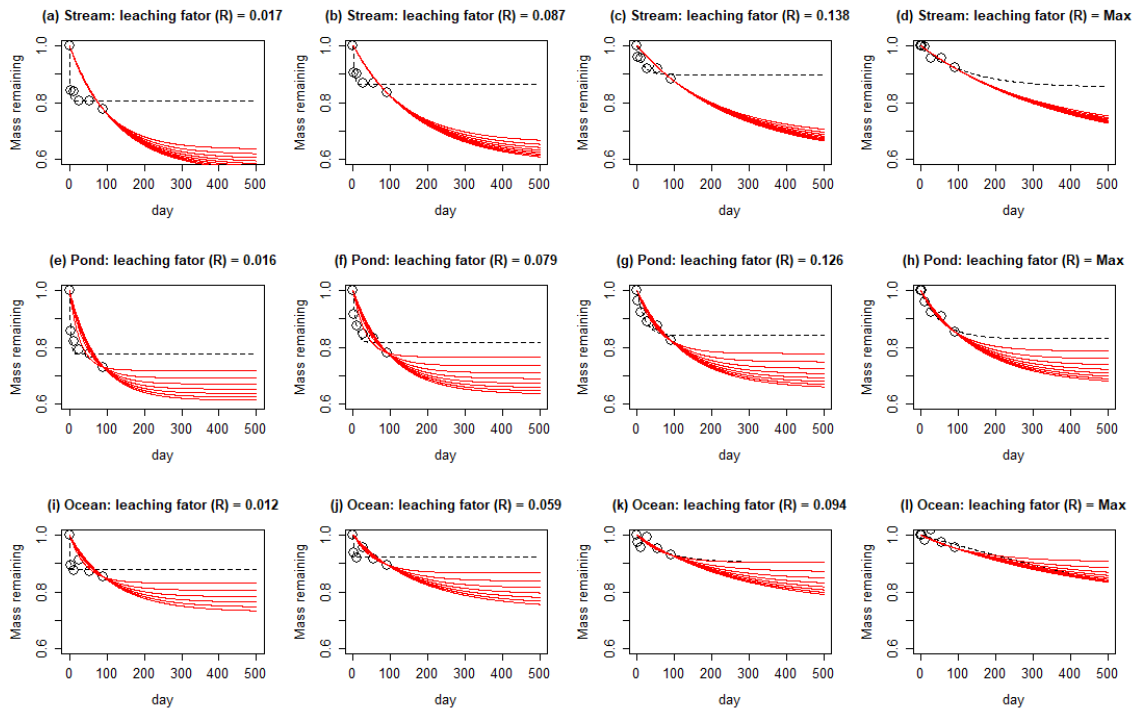 (a) Stream: leaching fator (R) = 0.017
(b) Stream: leaching fator (R) = 0.087
(c) Stream: leaching fator (R) = 0.138
(d) Stream: leaching fator (R) = Max
Mass remaining
1.0
0.8
0.6
0 100 200 300 400 500
day
Mass remaining
1.0
0.8
0.6
0 100 200 300 400 500
day
Mass remaining
1.0
0.8
0.6
0 100 200 300 400 500
day
Mass remaining
1.0
0.8
0.6
0 100 200 300 400 500
day
(e) Pond: leaching fator (R) = 0.016
(f) Pond: leaching fator (R) = 0.079
(g) Pond: leaching fator (R) = 0.126
(h) Pond: leaching fator (R) = Max
Mass remaining
1.0
0.8
0.6
0 100 200 300 400 500
day
Mass remaining
1.0
0.8
0.6
0 100 200 300 400 500
day
Mass remaining
1.0
0.8
0.6
0 100 200 300 400 500
day
Mass remaining
1.0
0.8
0.6
0 100 200 300 400 500
day
(i) Ocean: leaching fator (R) = 0.012
(j) Ocean: leaching fator (R) = 0.059
(k) Ocean: leaching fator (R) = 0.094
(l) Ocean: leaching fator (R) = Max
Mass remaining
1.0
0.8
0.6
0 100 200 300 400 500
day
Mass remaining
1.0
0.8
0.6
0 100 200 300 400 500
day
Mass remaining
1.0
0.8
0.6
0 100 200 300 400 500
day
Mass remaining
1.0
0.8
0.6
0 100 200 300 400 500
day